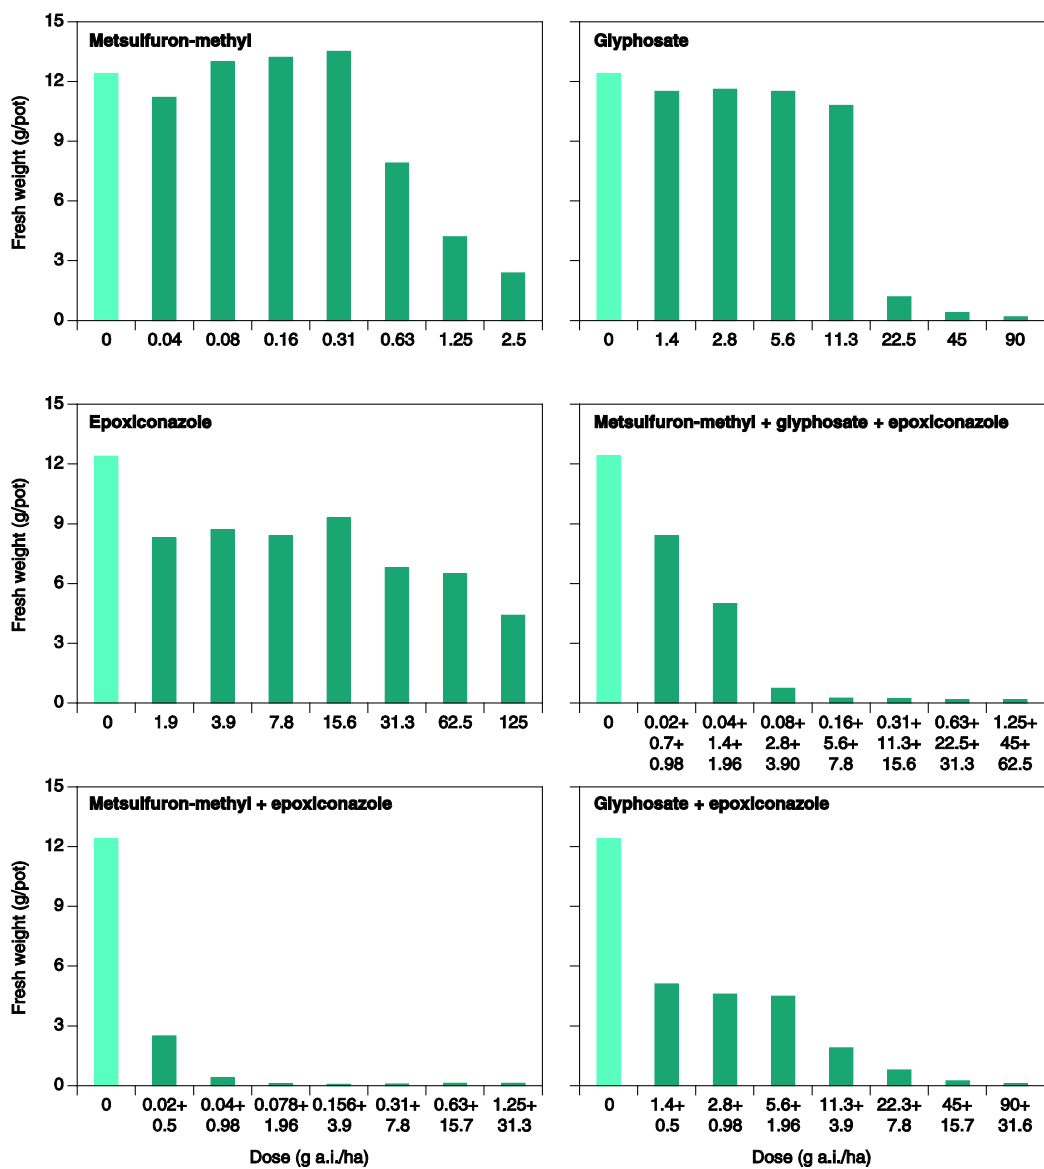 Metsulfuron-methyl
Fresh weight (g/pot)
15
12
9
6
3
0
0 0.04 0.08 0.16 0.31 0.63 1.25 2.5
Glyphosate
0 1.4 2.8 5.6 11.3 22.5 45 90
Epoxiconazole
Fresh weight (g/pot)
15
12
9
6
3
0
0 1.9 3.9 7.8 15.6 31.3 62.5 125
Metsulfuron-methyl + glyphosate + epoxiconazole
0 0.02+ 0.04+ 0.08+ 0.16+ 0.31+ 0.63+ 1.25+
0.7+ 1.4+ 2.8+ 5.6+ 11.3+ 22.5+ 45+
0.98 1.96 3.90 7.8 15.6 31.3 62.5
Metsulfuron-methyl + epoxiconazole
Fresh weight (g/pot)
15
12
9
6
3
0
0 0.02+ 0.04+ 0.078+ 0.156+ 0.31+ 0.63+ 1.25+
0.5 0.98 1.96 3.9 7.8 15.7 31.3
Dose (g a.i./ha)
Glyphosate + epoxiconazole
0 1.4+ 2.8+ 5.6+ 11.3+ 22.3+ 45+ 90+
0.5 0.98 1.96 3.9 7.8 15.7 31.6
Dose (g a.i./ha)